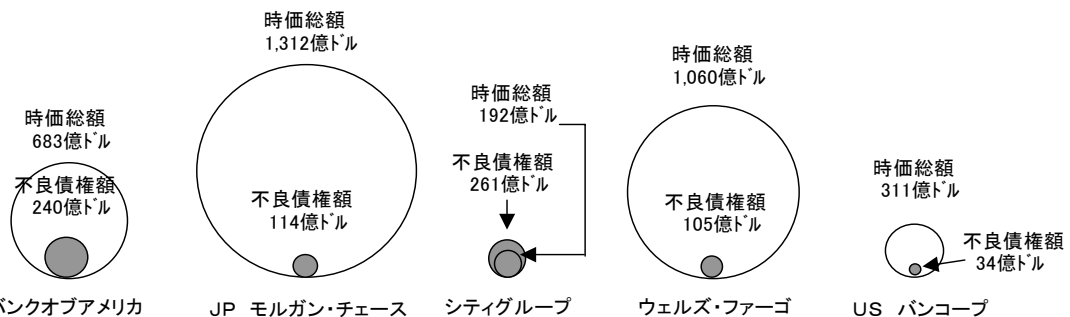 時価総額
683億ドル
不良債権額
240億ドル
バンクオブアメリカ
時価総額
1,312億ドル
不良債権額
114億ドル
JP モルガン・チェース
時価総額
192億ドル
不良債権額
261億ドル
シティグループ
時価総額
1,060億ドル
不良債権額
105億ドル
ウェルズ・ファーゴ
時価総額
311億ドル
不良債権額
34億ドル
US バンコープ